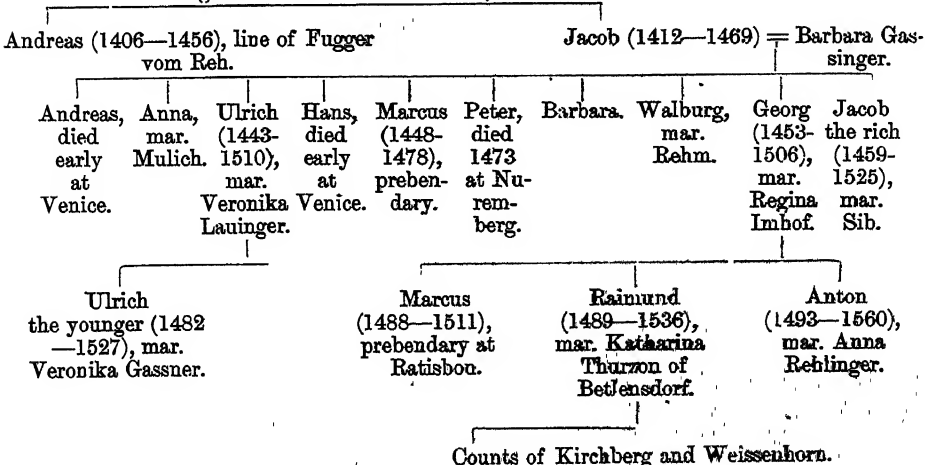 Andreas (1406—1456), line of Fugger
vom Reh.
Jacob (1412—1469) = Barbara Gas-
singer.
Andreas,
died
early
at
Venice.
Anna,
mar.
Mulich.
Ulrich
(1443-
1510),
mar.
Veronika
Lauinger.
Hans,
died
early
at
Venice.
Marcus
(1448-
1478),
preben-
dary.
Peter,
died
1473
at Nu-
rem-
berg.
Barbara.
Walburg,
mar.
Rehm.
Georg
(1453-
1506),
mar.
Regina
Imhof.
Jacob
the rich
(1459-
1525),
mar.
Sib.
Ulrich
the younger (1482
—1527), mar.
Veronika Gassner.
Marcus
(1488—1511),
prebendary at
Ratisbon.
Raimund
(1489—1536),
mar. Katharina
Thurzon of
Betlensdorf.
Anton
(1493—1560),
mar. Anna
Rehlinger.
Counts of Kirchberg and Weissenhorn.